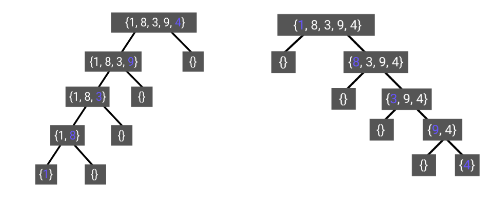 {1, 8, 3, 9, 4}
{1, 8, 3, 9}
{}
{1, 8, 3}
{}
{1, 8}
{}
{1}
{}
{1, 8, 3, 9, 4}
{}
{8, 3, 9, 4}
{}
{3, 9, 4}
{}
{9, 4}
{}
{4}